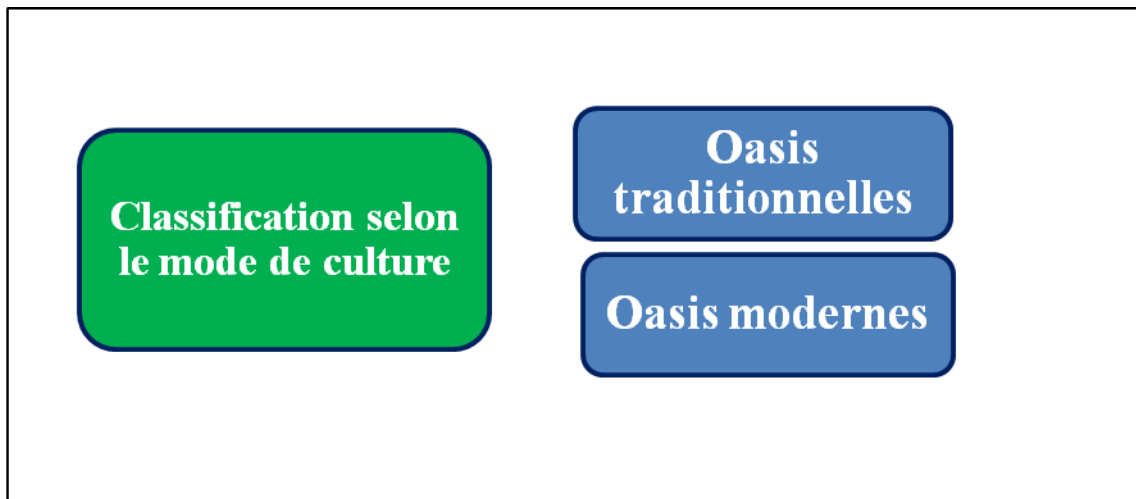 Classification selon
le mode de culture
Oasis
traditionnelles
Oasis modernes